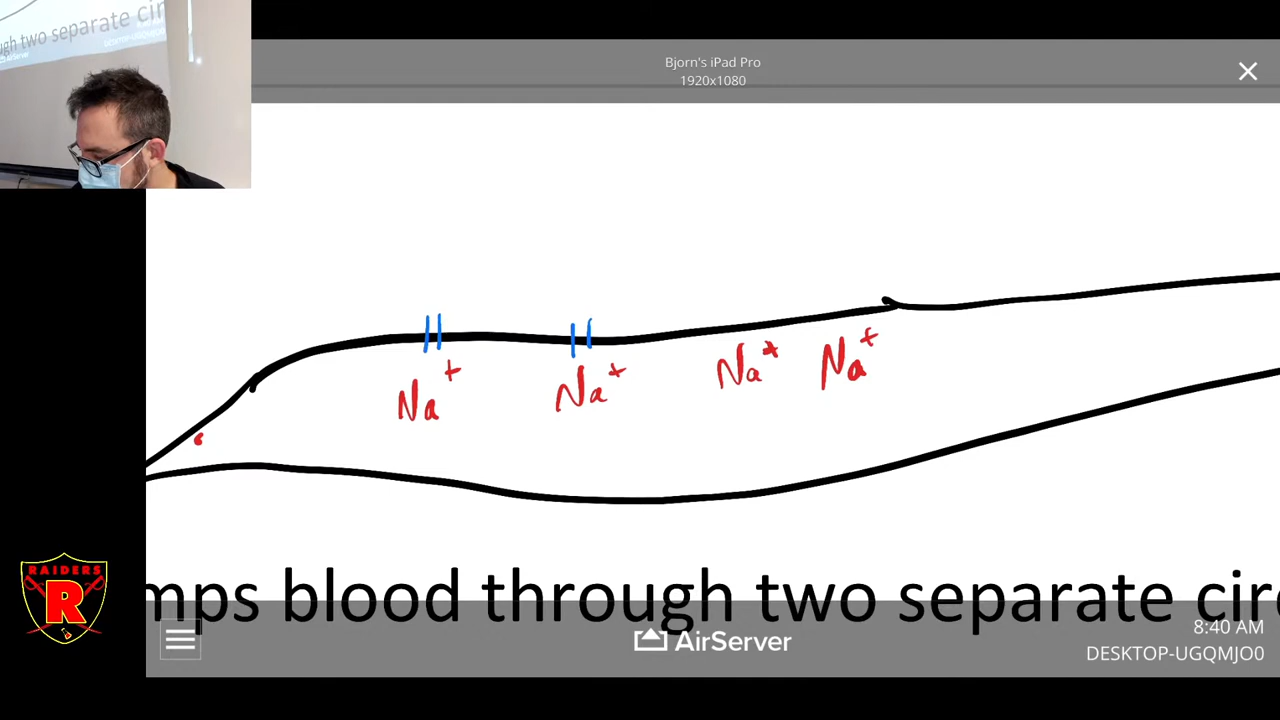 ugh two separate cir
Bjorn's iPad Pro
1920x1080
Na+ Na+ Na+ Na+
RAIDERS
R
mps blood through two separate circ
AirServer
8:40 AM
DESKTOP-UGQMJO0